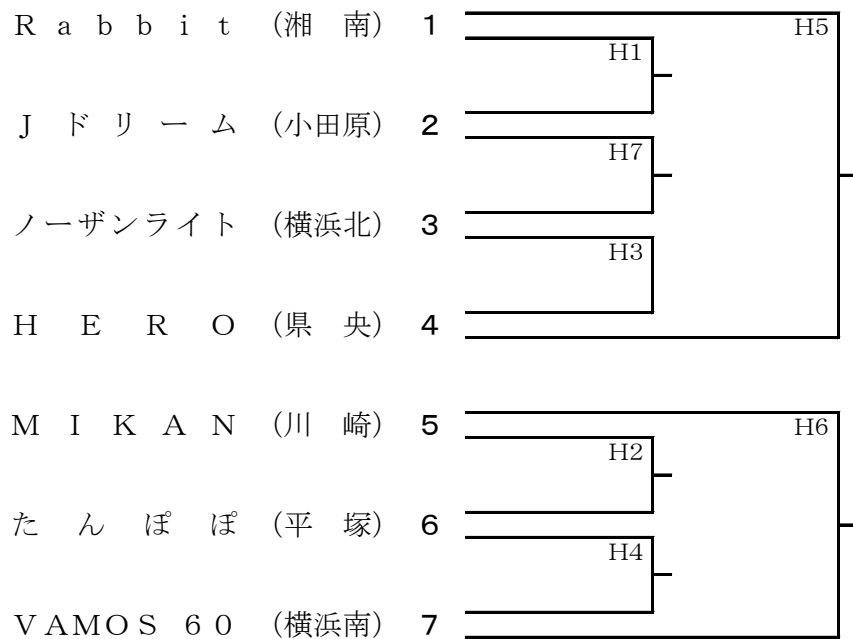 Rabbit (湘 南) 1
H5
H1
Jドリーム (小田原) 2
H7
ノーザンライト (横浜北) 3
H3
HERO (県 央) 4
MIKAN (川 崎) 5
H6
H2
たんぽぽ (平 塚) 6
H4
VAMOS 60 (横浜南) 7